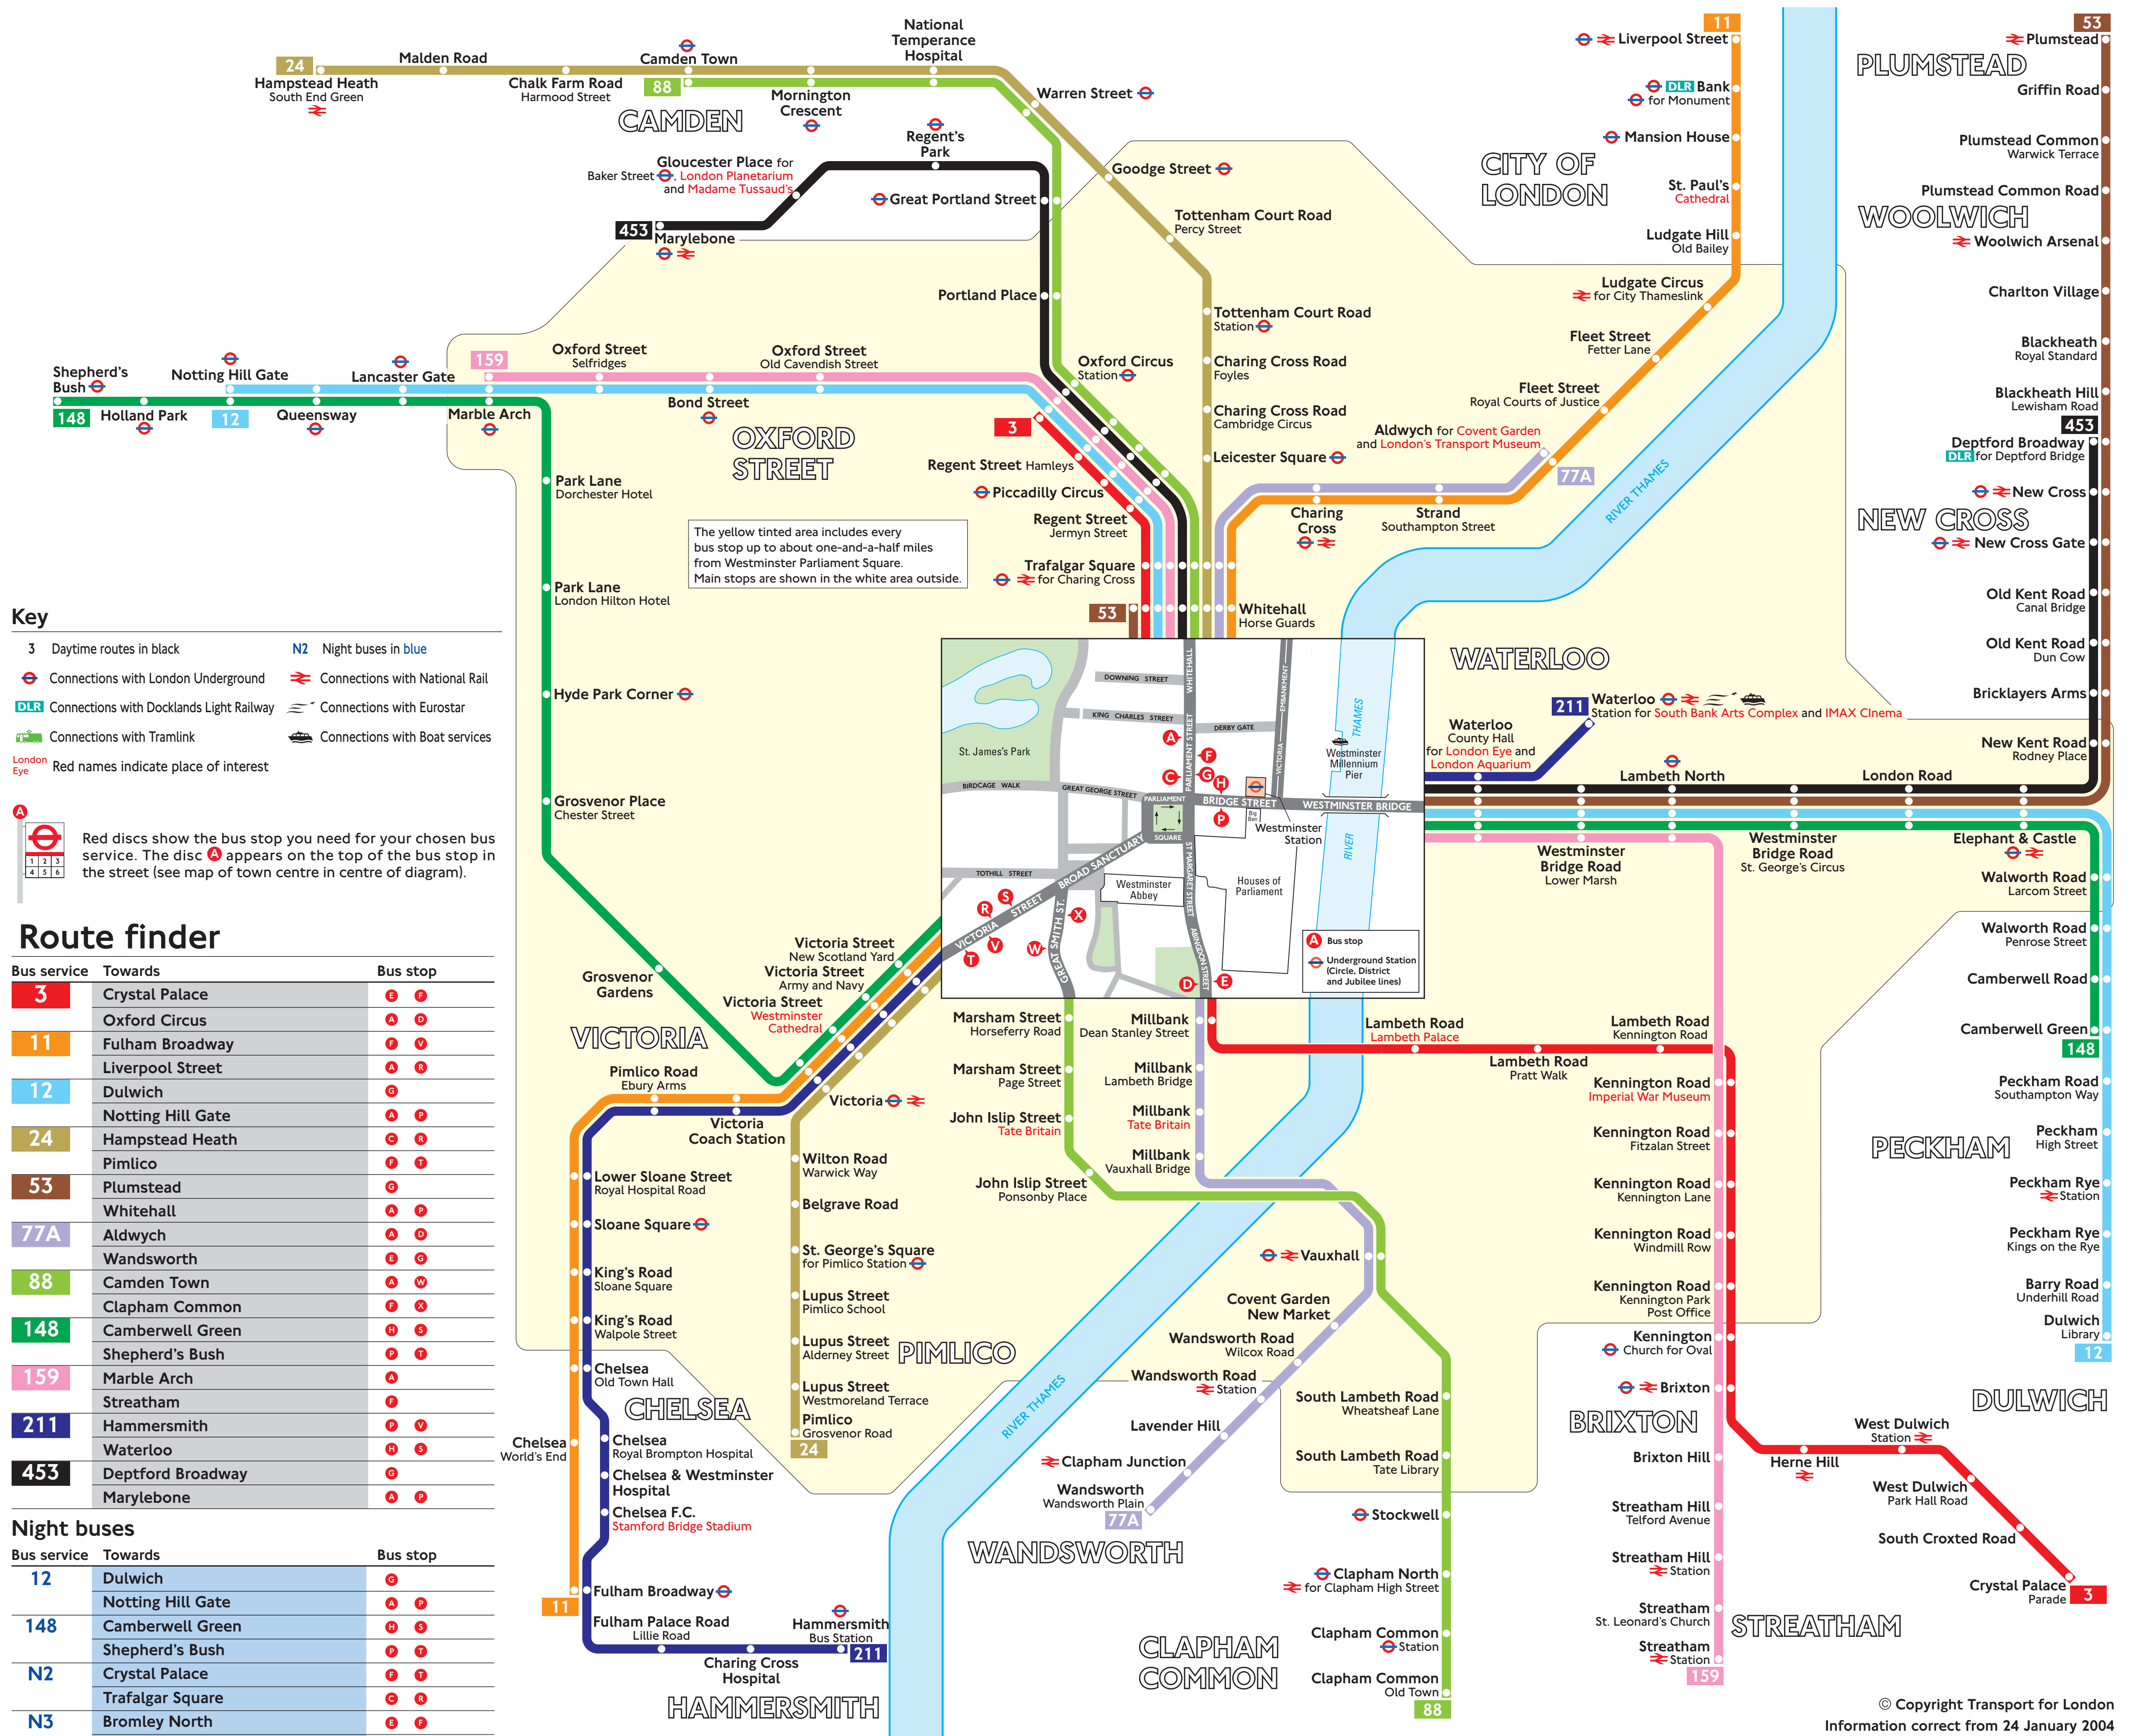 24
Hampstead Heath
South End Green
Malden Road
Chalk Farm Road
Harmood Street
Camden Town
88
CAMDEN
Mornington
Crescent
National
Temperance
Hospital
Warren Street
Regent's
Park
Gloucester Place for
Baker Street , London Planetarium
and Madame Tussaud's
453
Marylebone
Great Portland Street
Goodge Street
Tottenham Court Road
Percy Street
Portland Place
Tottenham Court Road
Station
Charing Cross Road
Foyles
Charing Cross Road
Cambridge Circus
Leicester Square
Oxford Circus
Station
11
Liverpool Street
DLR Bank
for Monument
Mansion House
CITY OF
LONDON
St. Paul's
Cathedral
Ludgate Hill
Old Bailey
Ludgate Circus
for City Thameslink
Fleet Street
Fetter Lane
Fleet Street
Royal Courts of Justice
Aldwych for Covent Garden
and London's Transport Museum
77A
Charing
Cross
Strand
Southampton Street
RIVER THAMES
53
Plumstead
PLUMSTEAD
Griffin Road
Plumstead Common
Warwick Terrace
Plumstead Common Road
WOOLWICH
Woolwich Arsenal
Charlton Village
Blackheath
Royal Standard
Blackheath Hill
Lewisham Road
453
Deptford Broadway
DLR for Deptford Bridge
New Cross
NEW CROSS
New Cross Gate
Old Kent Road
Canal Bridge
Old Kent Road
Dun Cow
Bricklayers Arms
New Kent Road
Rodney Place
Shepherd's
Bush
148
Holland Park
Notting Hill Gate
12
Queensway
Lancaster Gate
Marble Arch
159
Oxford Street
Selfridges
Bond Street
Oxford Street
Old Cavendish Street
OXFORD
STREET
3
Regent Street Hamleys
Piccadilly Circus
Regent Street
Jermyn Street
Trafalgar Square
for Charing Cross
53
Whitehall
Horse Guards
Park Lane
Dorchester Hotel
Park Lane
London Hilton Hotel
Hyde Park Corner
Grosvenor Place
Chester Street
Grosvenor
Gardens
The yellow tinted area includes every
bus stop up to about one-and-a-half miles
from Westminster Parliament Square.
Main stops are shown in the white area outside.
Key
3 Daytime routes in black
N2 Night buses in blue
Connections with London Underground
Connections with National Rail
DLR Connections with Docklands Light Railway
Connections with Eurostar
Connections with Tramlink
Connections with Boat services
London
Eye
Red names indicate place of interest
A
1 2 3
4 5 6
Red discs show the bus stop you need for your chosen bus
service. The disc A appears on the top of the bus stop in
the street (see map of town centre in centre of diagram).
DOWNING STREET
WHITEHALL
KING CHARLES STREET
DERBY GATE
PARLIAMENT STREET
VICTORIA EMBANKMENT
St. James's Park
BIRDCAGE WALK
GREAT GEORGE STREET
PARLIAMENT
SQUARE
BRIDGE STREET
WESTMINSTER BRIDGE
Big
Ben
Westminster
Station
Westminster
Millennium
Pier
RIVER THAMES
TOTHILL STREET
BROAD SANCTUARY
VICTORIA STREET
GREAT SMITH ST.
ST MARGARET STREET
ABINGDON STREET
Westminster
Abbey
Houses of
Parliament
A
C
F
G
H
P
S
R
V
T
W
X
D
E
A Bus stop
Underground Station
(Circle, District
and Jubilee lines)
WATERLOO
211
Waterloo
Station for South Bank Arts Complex and IMAX CInema
Waterloo
County Hall
for London Eye and
London Aquarium
Lambeth North
London Road
Westminster
Bridge Road
Lower Marsh
Westminster
Bridge Road
St. George's Circus
Elephant & Castle
Walworth Road
Larcom Street
Walworth Road
Penrose Street
Camberwell Road
Camberwell Green
148
Peckham Road
Southampton Way
Peckham
High Street
PECKHAM
Peckham Rye
Station
Peckham Rye
Kings on the Rye
Barry Road
Underhill Road
Dulwich
Library
12
DULWICH
Victoria Street
New Scotland Yard
Victoria Street
Army and Navy
Victoria Street
Westminster
Cathedral
VICTORIA
Pimlico Road
Ebury Arms
Victoria
Coach Station
Victoria
Lower Sloane Street
Royal Hospital Road
Sloane Square
King's Road
Sloane Square
King's Road
Walpole Street
Chelsea
Old Town Hall
CHELSEA
Chelsea
World's End
Chelsea
Royal Brompton Hospital
Chelsea & Westminster
Hospital
Chelsea F.C.
Stamford Bridge Stadium
11
Fulham Broadway
Fulham Palace Road
Lillie Road
Charing Cross
Hospital
Hammersmith
Bus Station
211
HAMMERSMITH
Wilton Road
Warwick Way
Belgrave Road
St. George's Square
for Pimlico Station
Lupus Street
Pimlico School
Lupus Street
Alderney Street
PIMLICO
Lupus Street
Westmoreland Terrace
Pimlico
Grosvenor Road
24
Marsham Street
Horseferry Road
Marsham Street
Page Street
John Islip Street
Tate Britain
John Islip Street
Ponsonby Place
Millbank
Dean Stanley Street
Millbank
Lambeth Bridge
Millbank
Tate Britain
Millbank
Vauxhall Bridge
Vauxhall
Covent Garden
New Market
Wandsworth Road
Wilcox Road
Wandsworth Road
Station
Lavender Hill
Clapham Junction
Wandsworth
Wandsworth Plain
77A
WANDSWORTH
RIVER THAMES
South Lambeth Road
Wheatsheaf Lane
South Lambeth Road
Tate Library
Stockwell
Clapham North
for Clapham High Street
CLAPHAM
COMMON
Clapham Common
Station
Clapham Common
Old Town
88
Lambeth Road
Lambeth Palace
Lambeth Road
Pratt Walk
Lambeth Road
Kennington Road
Kennington Road
Imperial War Museum
Kennington Road
Fitzalan Street
Kennington Road
Kennington Lane
Kennington Road
Windmill Row
Kennington Road
Kennington Park
Post Office
Kennington
Church for Oval
Brixton
BRIXTON
Brixton Hill
Streatham Hill
Telford Avenue
Streatham Hill
Station
Streatham
St. Leonard's Church
STREATHAM
Streatham
Station
159
Herne Hill
West Dulwich
Station
West Dulwich
Park Hall Road
South Croxted Road
Crystal Palace
Parade
3
Route finder
Bus service Towards Bus stop
3 Crystal Palace E F
Oxford Circus A D
11 Fulham Broadway F V
Liverpool Street A R
12 Dulwich G
Notting Hill Gate A P
24 Hampstead Heath C R
Pimlico F T
53 Plumstead G
Whitehall A P
77A Aldwych A D
Wandsworth E G
88 Camden Town A W
Clapham Common F X
148 Camberwell Green H S
Shepherd's Bush P T
159 Marble Arch A
Streatham F
211 Hammersmith P V
Waterloo H S
453 Deptford Broadway G
Marylebone A P
Night buses
Bus service Towards Bus stop
12 Dulwich G
Notting Hill Gate A P
148 Camberwell Green H S
Shepherd's Bush P T
N2 Crystal Palace F T
Trafalgar Square C R
N3 Bromley North E F
© Copyright Transport for London
Information correct from 24 January 2004